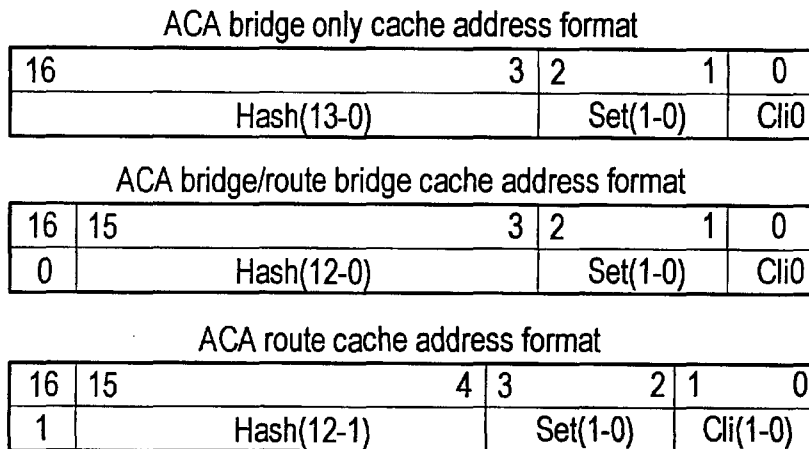 ACA bridge only cache address format
16 3 2 1 0
Hash(13-0) Set(1-0) Cli0
ACA bridge/route bridge cache address format
16 15 3 2 1 0
0 Hash(12-0) Set(1-0) Cli0
ACA route cache address format
16 15 4 3 2 1 0
1 Hash(12-1) Set(1-0) Cli(1-0)